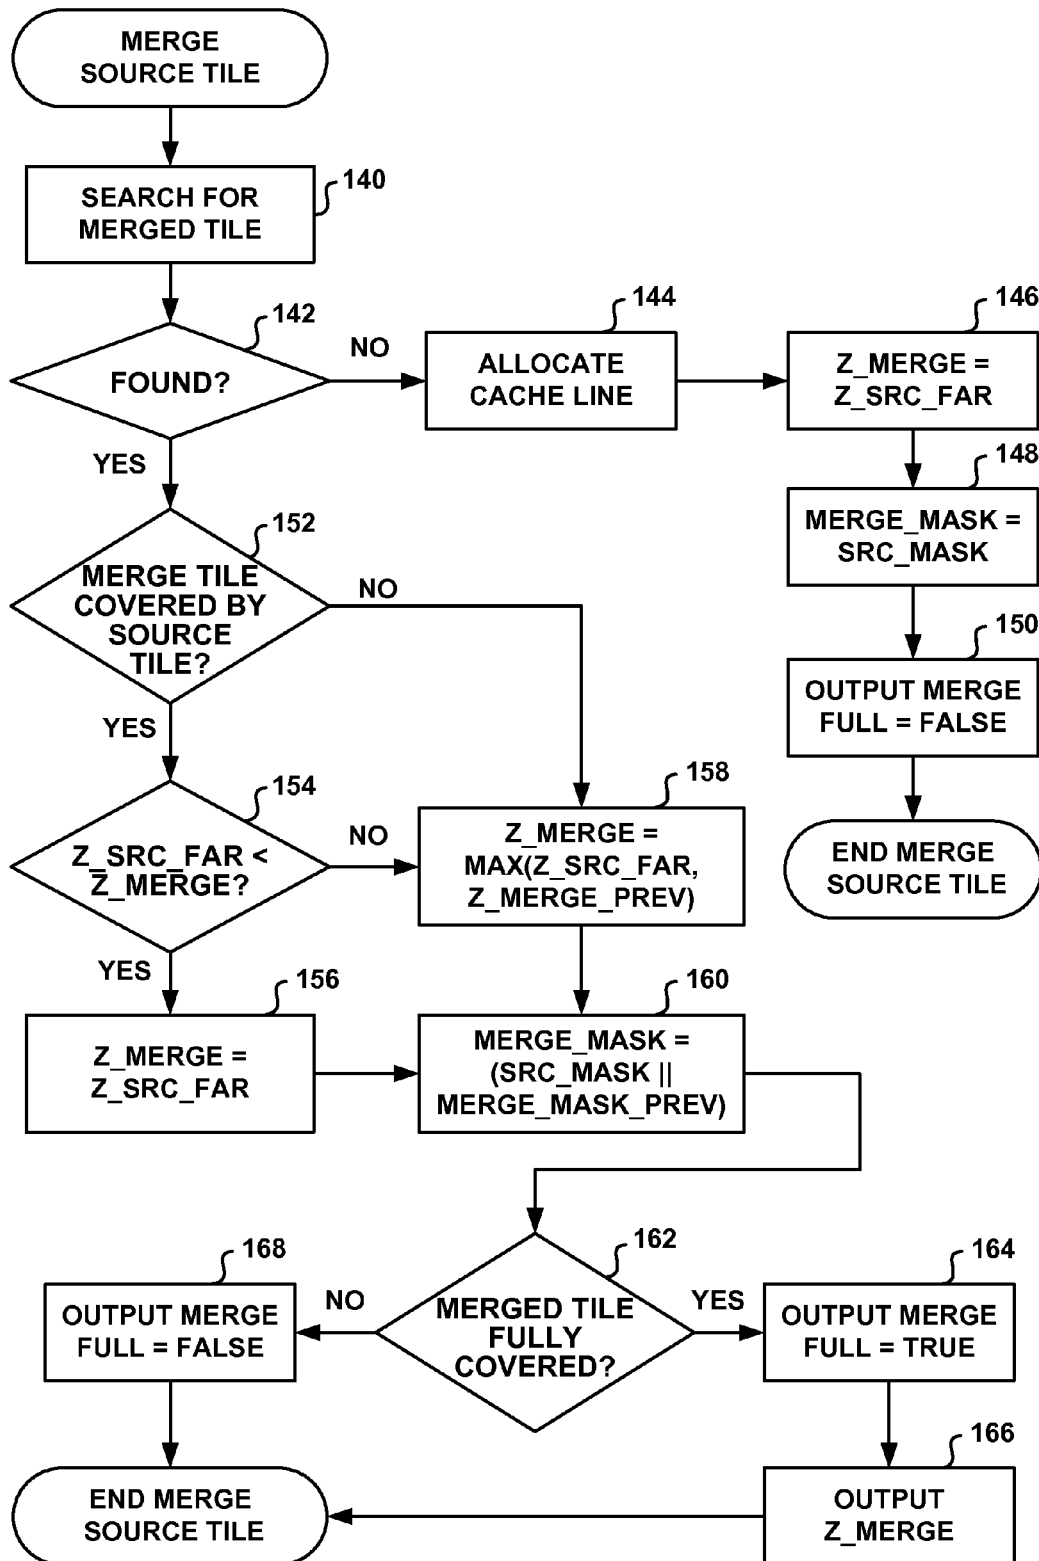 MERGE
SOURCE TILE
SEARCH FOR
MERGED TILE
140
142
FOUND?
NO
YES
144
ALLOCATE
CACHE LINE
146
Z_MERGE =
Z_SRC_FAR
148
MERGE_MASK =
SRC_MASK
150
OUTPUT MERGE
FULL = FALSE
END MERGE
SOURCE TILE
152
MERGE TILE
COVERED BY
SOURCE
TILE?
NO
YES
154
Z_SRC_FAR <
Z_MERGE?
NO
YES
158
Z_MERGE =
MAX(Z_SRC_FAR,
Z_MERGE_PREV)
156
Z_MERGE =
Z_SRC_FAR
160
MERGE_MASK =
(SRC_MASK ||
MERGE_MASK_PREV)
162
MERGED TILE
FULLY
COVERED?
NO
YES
168
OUTPUT MERGE
FULL = FALSE
164
OUTPUT MERGE
FULL = TRUE
166
OUTPUT
Z_MERGE
END MERGE
SOURCE TILE